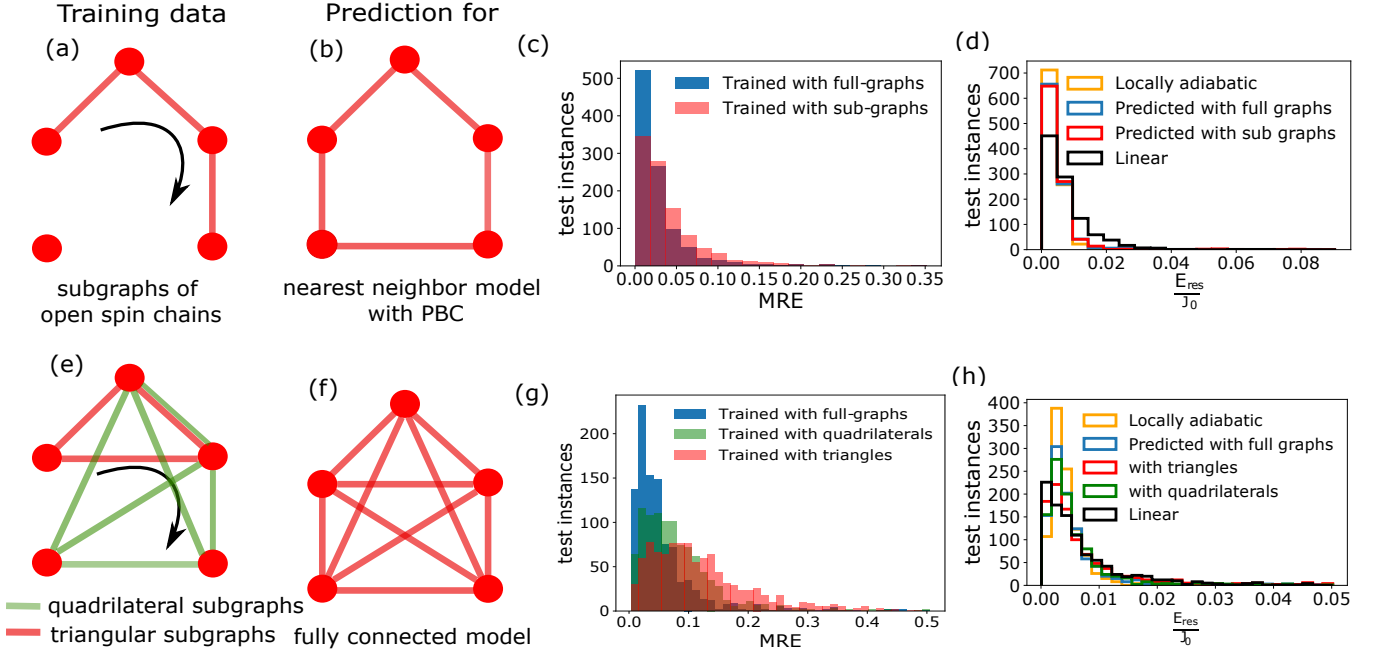 Training data
Prediction for
(a)
(b)
(c)
(d)
subgraphs of
open spin chains
nearest neighbor model
with PBC
test instances
500
400
300
200
100
0
Trained with full-graphs
Trained with sub-graphs
0.00 0.05 0.10 0.15 0.20 0.25 0.30 0.35
MRE
test instances
700
600
500
400
300
200
100
0
Locally adiabatic
Predicted with full graphs
Predicted with sub graphs
Linear
0.00 0.02 0.04 0.06 0.08
E_res
J_0
(e)
(f)
(g)
(h)
quadrilateral subgraphs
triangular subgraphs
fully connected model
test instances
200
150
100
50
0
Trained with full-graphs
Trained with quadrilaterals
Trained with triangles
0.0 0.1 0.2 0.3 0.4 0.5
MRE
test instances
400
350
300
250
200
150
100
50
0
Locally adiabatic
Predicted with full graphs
with triangles
with quadrilaterals
Linear
0.00 0.01 0.02 0.03 0.04 0.05
E_res
J_0